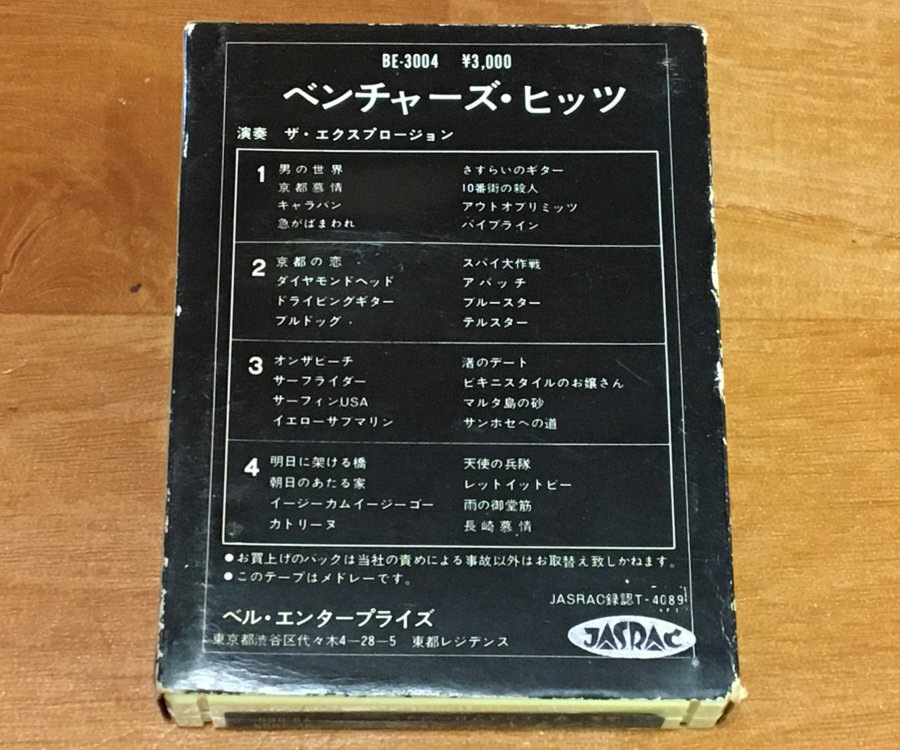 BE-3004 ¥3,000
ベンチャーズ・ヒッツ
演奏 ザ・エクスプロージョン
1
男の世界 さすらいのギター
京都慕情 10番街の殺人
キャラバン アウトオブリミッツ
急がばまわれ パイプライン
2
京都の恋 スパイ大作戦
ダイヤモンドヘッド アパッチ
ドライビングギター ブルースター
ブルドッグ テルスター
3
オンザビーチ 渚のデート
サーフライダー ビキニスタイルのお嬢さん
サーフィンUSA マルタ島の砂
イエローサブマリン サンホセへの道
4
明日に架ける橋 天使の兵隊
朝日のあたる家 レットイットビー
イージーカムイージーゴー 雨の御堂筋
カトリーヌ 長崎慕情
●お買上げのパックは当社の責めによる事故以外はお取替え致しかねます。
●このテープはメドレーです。
JASRAC録認T-4089
ベル・エンタープライズ
東京都渋谷区代々木4-28-5 東都レジデンス
JASRAC